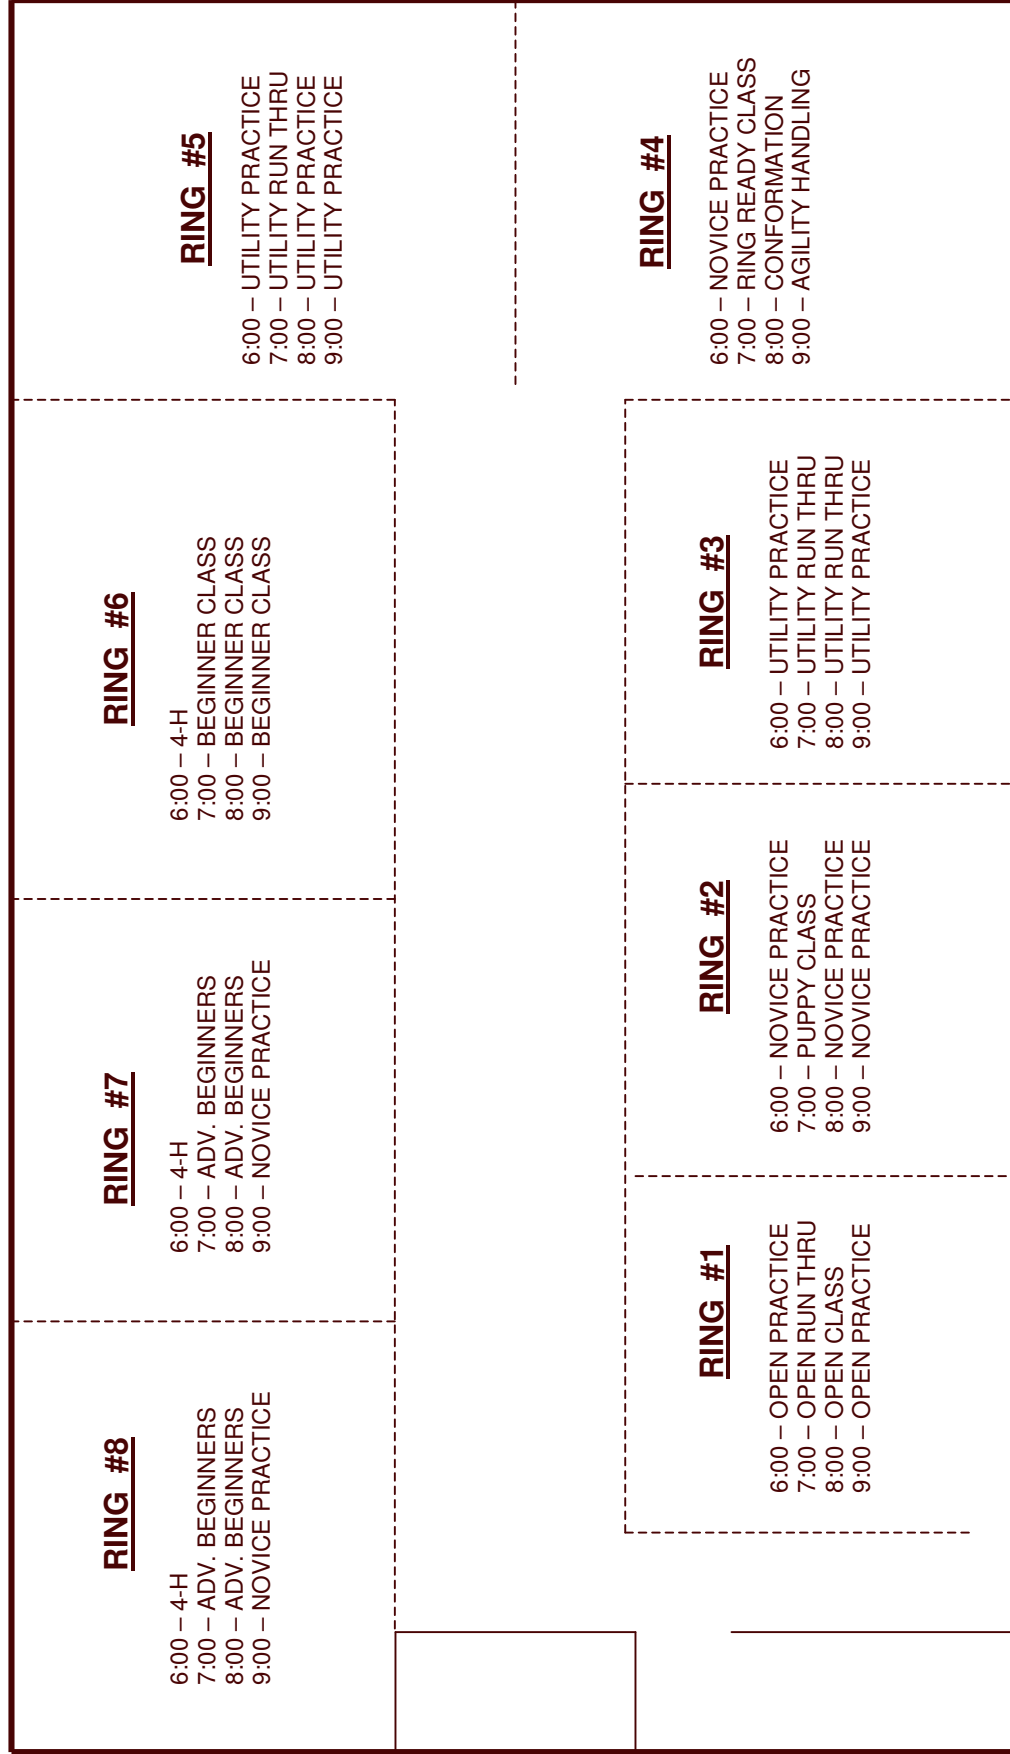 RING #8
6:00 – 4-H
7:00 – ADV. BEGINNERS
8:00 – ADV. BEGINNERS
9:00 – NOVICE PRACTICE
RING #7
6:00 – 4-H
7:00 – ADV. BEGINNERS
8:00 – ADV. BEGINNERS
9:00 – NOVICE PRACTICE
RING #6
6:00 – 4-H
7:00 – BEGINNER CLASS
8:00 – BEGINNER CLASS
9:00 – BEGINNER CLASS
RING #5
6:00 – UTILITY PRACTICE
7:00 – UTILITY RUN THRU
8:00 – UTILITY PRACTICE
9:00 – UTILITY PRACTICE
RING #1
6:00 – OPEN PRACTICE
7:00 – OPEN RUN THRU
8:00 – OPEN CLASS
9:00 – OPEN PRACTICE
RING #2
6:00 – NOVICE PRACTICE
7:00 – PUPPY CLASS
8:00 – NOVICE PRACTICE
9:00 – NOVICE PRACTICE
RING #3
6:00 – UTILITY PRACTICE
7:00 – UTILITY RUN THRU
8:00 – UTILITY RUN THRU
9:00 – UTILITY PRACTICE
RING #4
6:00 – NOVICE PRACTICE
7:00 – RING READY CLASS
8:00 – CONFORMATION
9:00 – AGILITY HANDLING